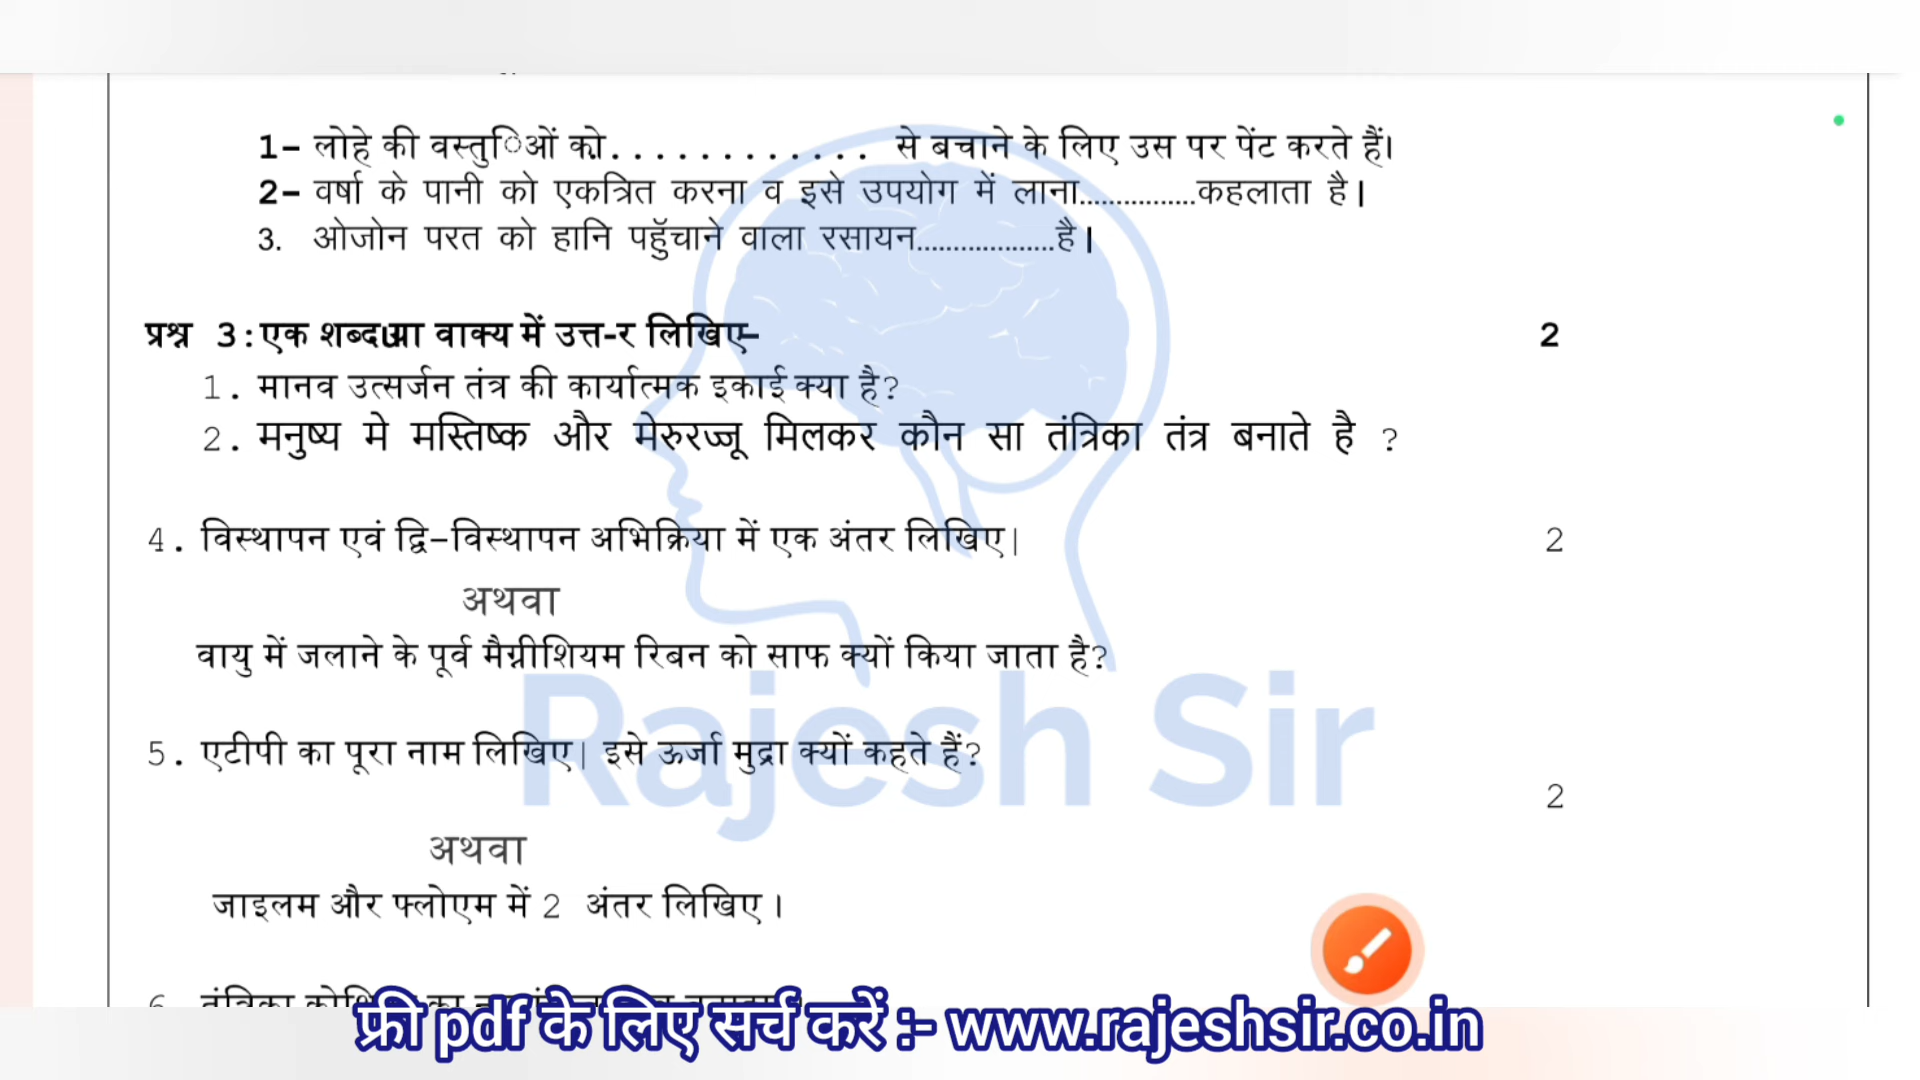 1– लोहे की वस्तुिओं को............. से बचाने के लिए उस पर पेंट करते हैं।
2– वर्षा के पानी को एकत्रित करना व इसे उपयोग में लाना................कहलाता है|
3. ओजोन परत को हानि पहुॅचाने वाला रसायन...................है|
प्रश्न 3:एक शब्द या वाक्य में उत्त-र लिखिए– 2
1. मानव उत्सर्जन तंत्र की कार्यात्मक इकाई क्या है?
2. मनुष्य मे मस्तिष्क और मेरुरज्जू मिलकर कौन सा तंत्रिका तंत्र बनाते है ?
4. विस्थापन एवं द्वि–विस्थापन अभिक्रिया में एक अंतर लिखिए| 2
अथवा
वायु में जलाने के पूर्व मैग्नीशियम रिबन को साफ क्यों किया जाता है?
Rajesh Sir
5. एटीपी का पूरा नाम लिखिए| इसे ऊर्जा मुद्रा क्यों कहते हैं?
2
अथवा
जाइलम और फ्लोएम में 2 अंतर लिखिए।
फ्री pdf के लिए सर्च करें :- www.rajeshsir.co.in